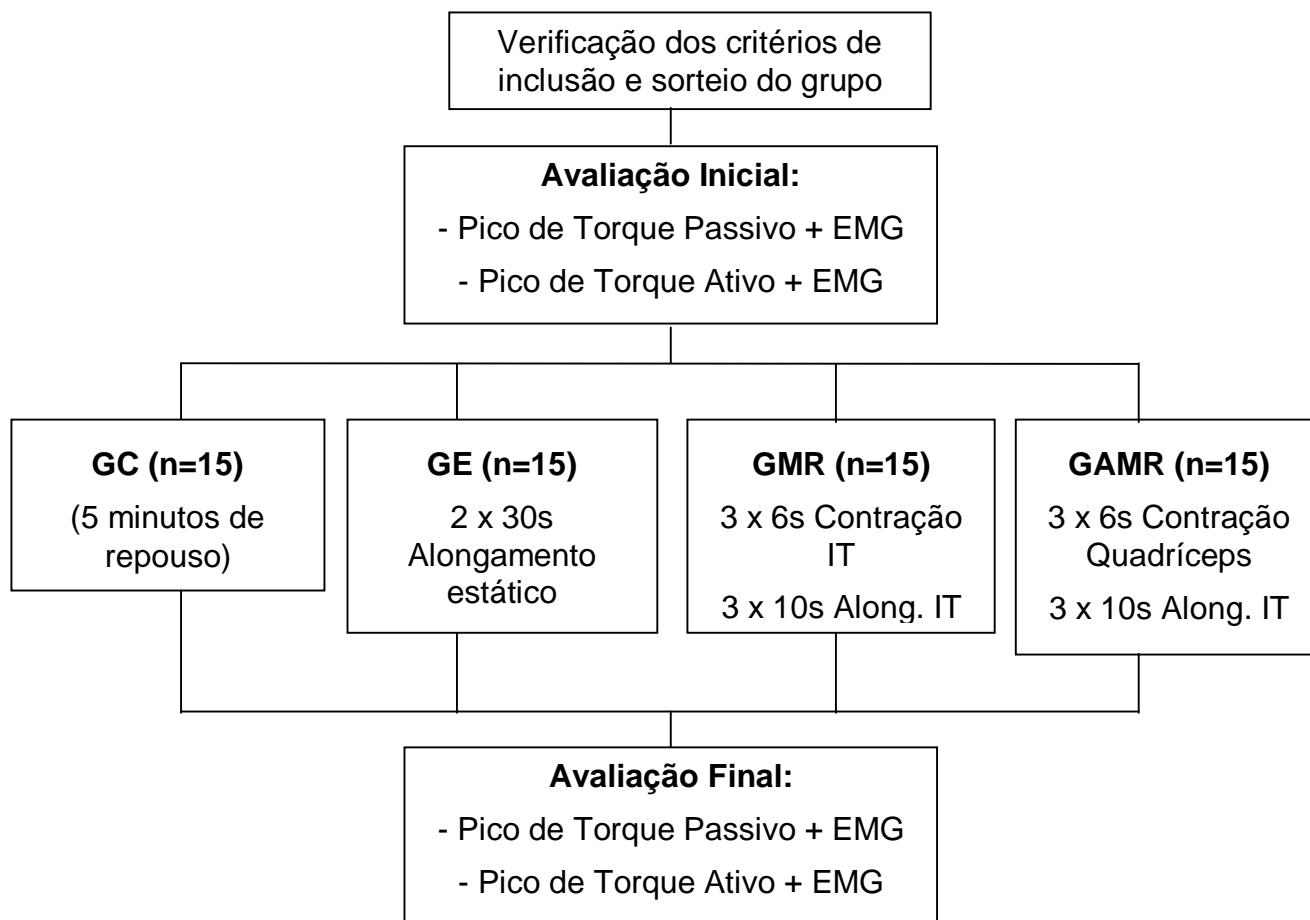 Verificação dos critérios de
inclusão e sorteio do grupo
Avaliação Inicial:
- Pico de Torque Passivo + EMG
- Pico de Torque Ativo + EMG
GC (n=15)
(5 minutos de
repouso)
GE (n=15)
2 x 30s
Alongamento
estático
GMR (n=15)
3 x 6s Contração
IT
3 x 10s Along. IT
GAMR (n=15)
3 x 6s Contração
Quadríceps
3 x 10s Along. IT
Avaliação Final:
- Pico de Torque Passivo + EMG
- Pico de Torque Ativo + EMG